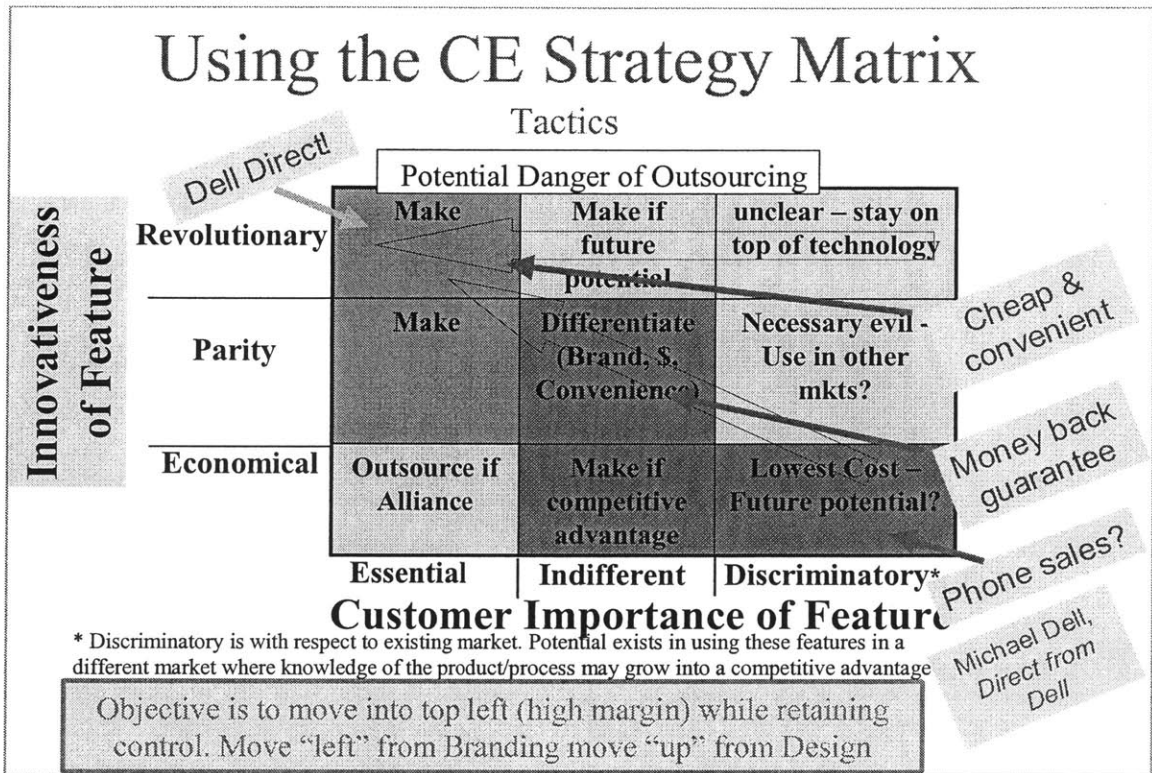 Using the CE Strategy Matrix
Tactics
Dell Direct!
Potential Danger of Outsourcing
Innovativeness
of Feature
Revolutionary
Make
Make if
future
potential
unclear – stay on
top of technology
Cheap &
convenient
Parity
Make
Differentiate
(Brand, $,
Convenience)
Necessary evil -
Use in other
mkts?
Money back
guarantee
Economical
Outsource if
Alliance
Make if
competitive
advantage
Lowest Cost –
Future potential?
Phone sales?
Essential
Indifferent
Discriminatory*
Customer Importance of Feature
Michael Dell,
Direct from
Dell
* Discriminatory is with respect to existing market. Potential exists in using these features in a
different market where knowledge of the product/process may grow into a competitive advantage
Objective is to move into top left (high margin) while retaining
control. Move “left” from Branding move “up” from Design